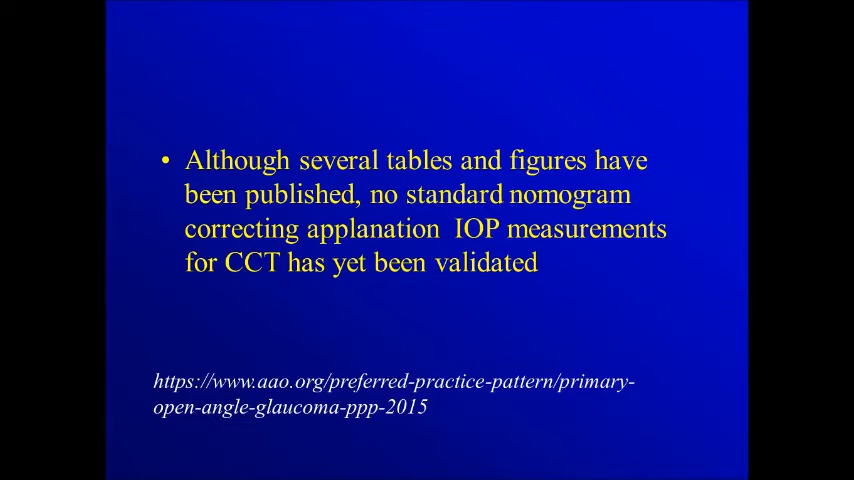 • Although several tables and figures have
been published, no standard nomogram
correcting applanation IOP measurements
for CCT has yet been validated
https://www.aao.org/preferred-practice-pattern/primary-
open-angle-glaucoma-ppp-2015